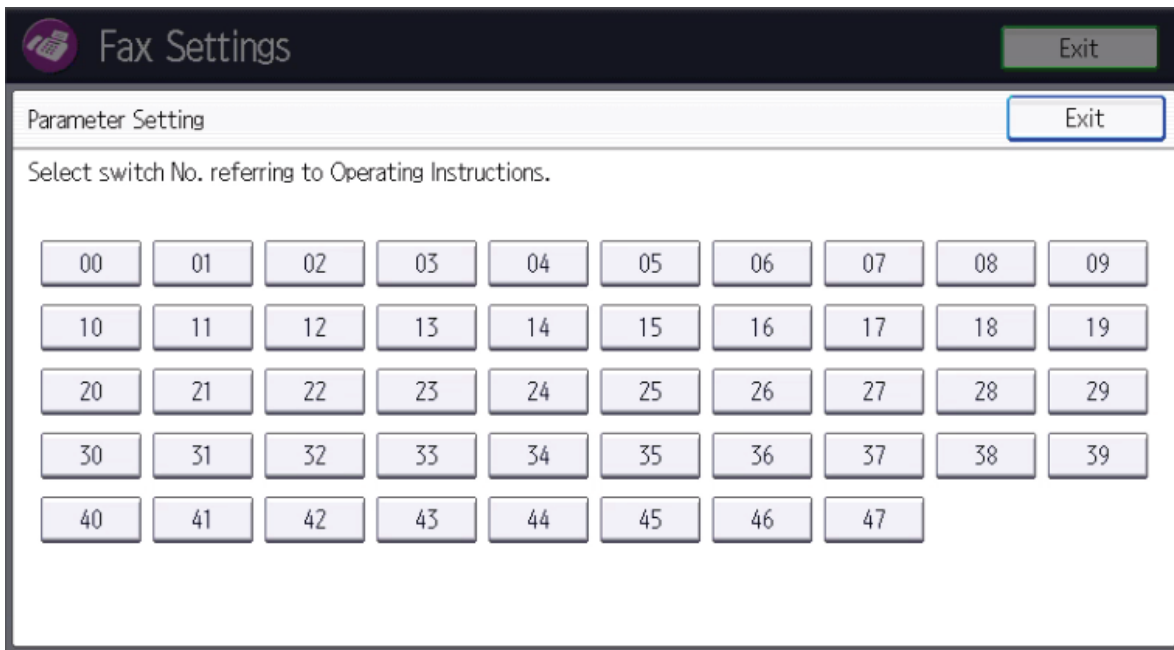 Fax Settings Exit
Parameter Setting Exit
Select switch No. referring to Operating Instructions.
00 01 02 03 04 05 06 07 08 09
10 11 12 13 14 15 16 17 18 19
20 21 22 23 24 25 26 27 28 29
30 31 32 33 34 35 36 37 38 39
40 41 42 43 44 45 46 47